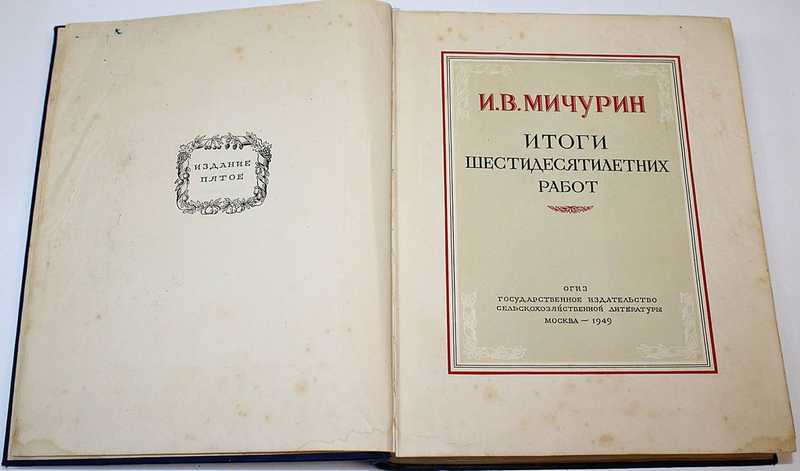 ИЗДАНИЕ
ПЯТОЕ
И.В.МИЧУРИН
ИТОГИ
ШЕСТИДЕСЯТИЛЕТНИХ
РАБОТ
ОГИЗ
ГОСУДАРСТВЕННОЕ ИЗДАТЕЛЬСТВО
СЕЛЬСКОХОЗЯЙСТВЕННОЙ ЛИТЕРАТУРЫ
МОСКВА — 1949